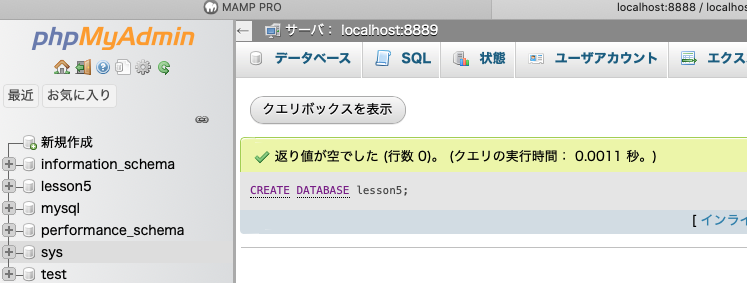 MAMP PRO
localhost:8888 / loca
phpMyAdmin
最近 お気に入り
新規作成
information_schema
lesson5
mysql
performance_schema
sys
test
サーバ： localhost:8889
データベース SQL 状態 ユーザアカウント エクス
クエリボックスを表示
返り値が空でした (行数 0)。 (クエリの実行時間： 0.0011 秒。)
CREATE DATABASE lesson5;
[ インライ